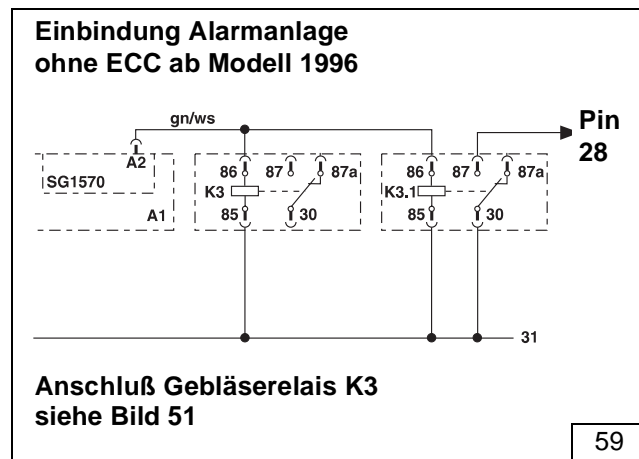 Einbindung Alarmanlage
ohne ECC ab Modell 1996
gn/ws
Pin
28
A2
SG1570
A1
86
87
87a
K3
85
30
86
87
87a
K3.1
85
30
31
Anschluß Gebläserelais K3
siehe Bild 51
59